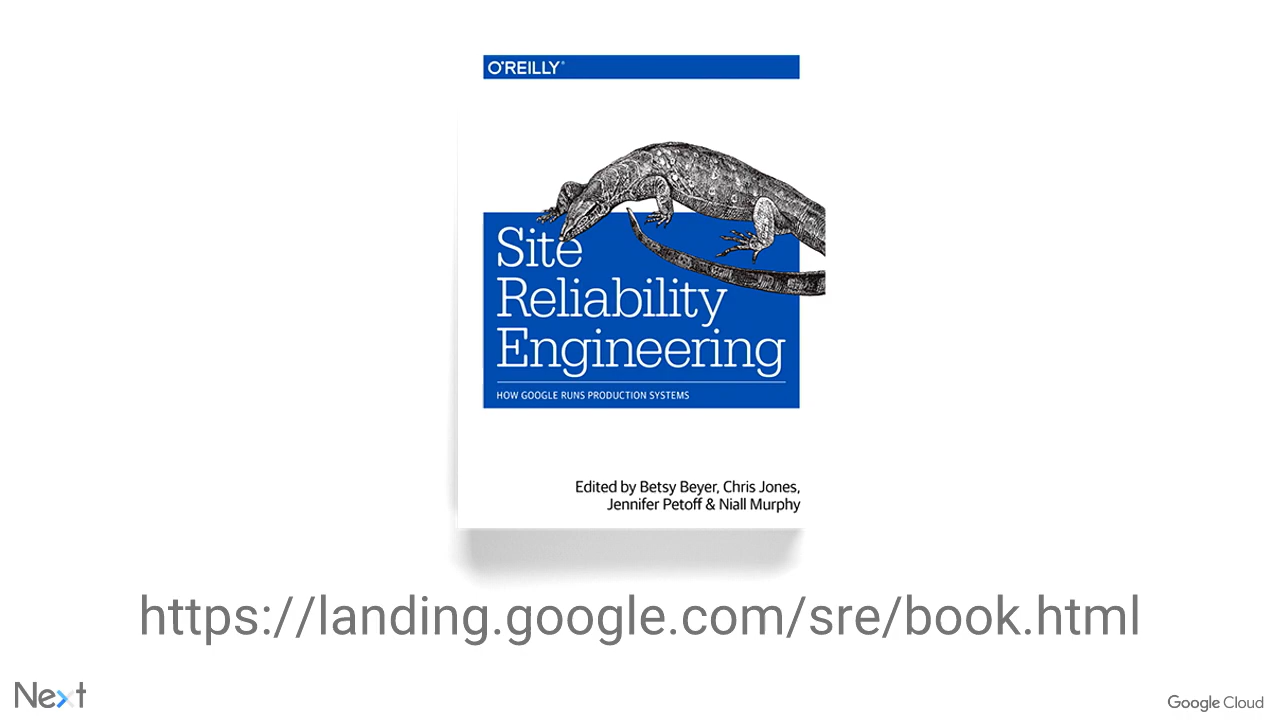 O'REILLY®
Site
Reliability
Engineering
HOW GOOGLE RUNS PRODUCTION SYSTEMS
Edited by Betsy Beyer, Chris Jones,
Jennifer Petoff & Niall Murphy
https://landing.google.com/sre/book.html
Next
Google Cloud